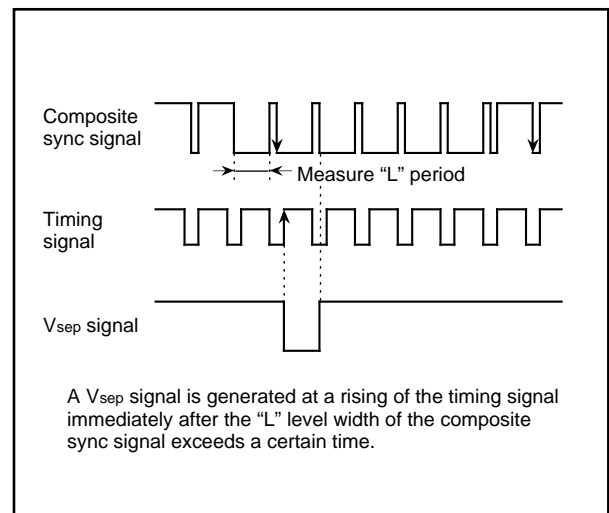 Composite
sync signal
Measure “L” period
Timing
signal
Vsep signal
A Vsep signal is generated at a rising of the timing signal
immediately after the “L” level width of the composite
sync signal exceeds a certain time.